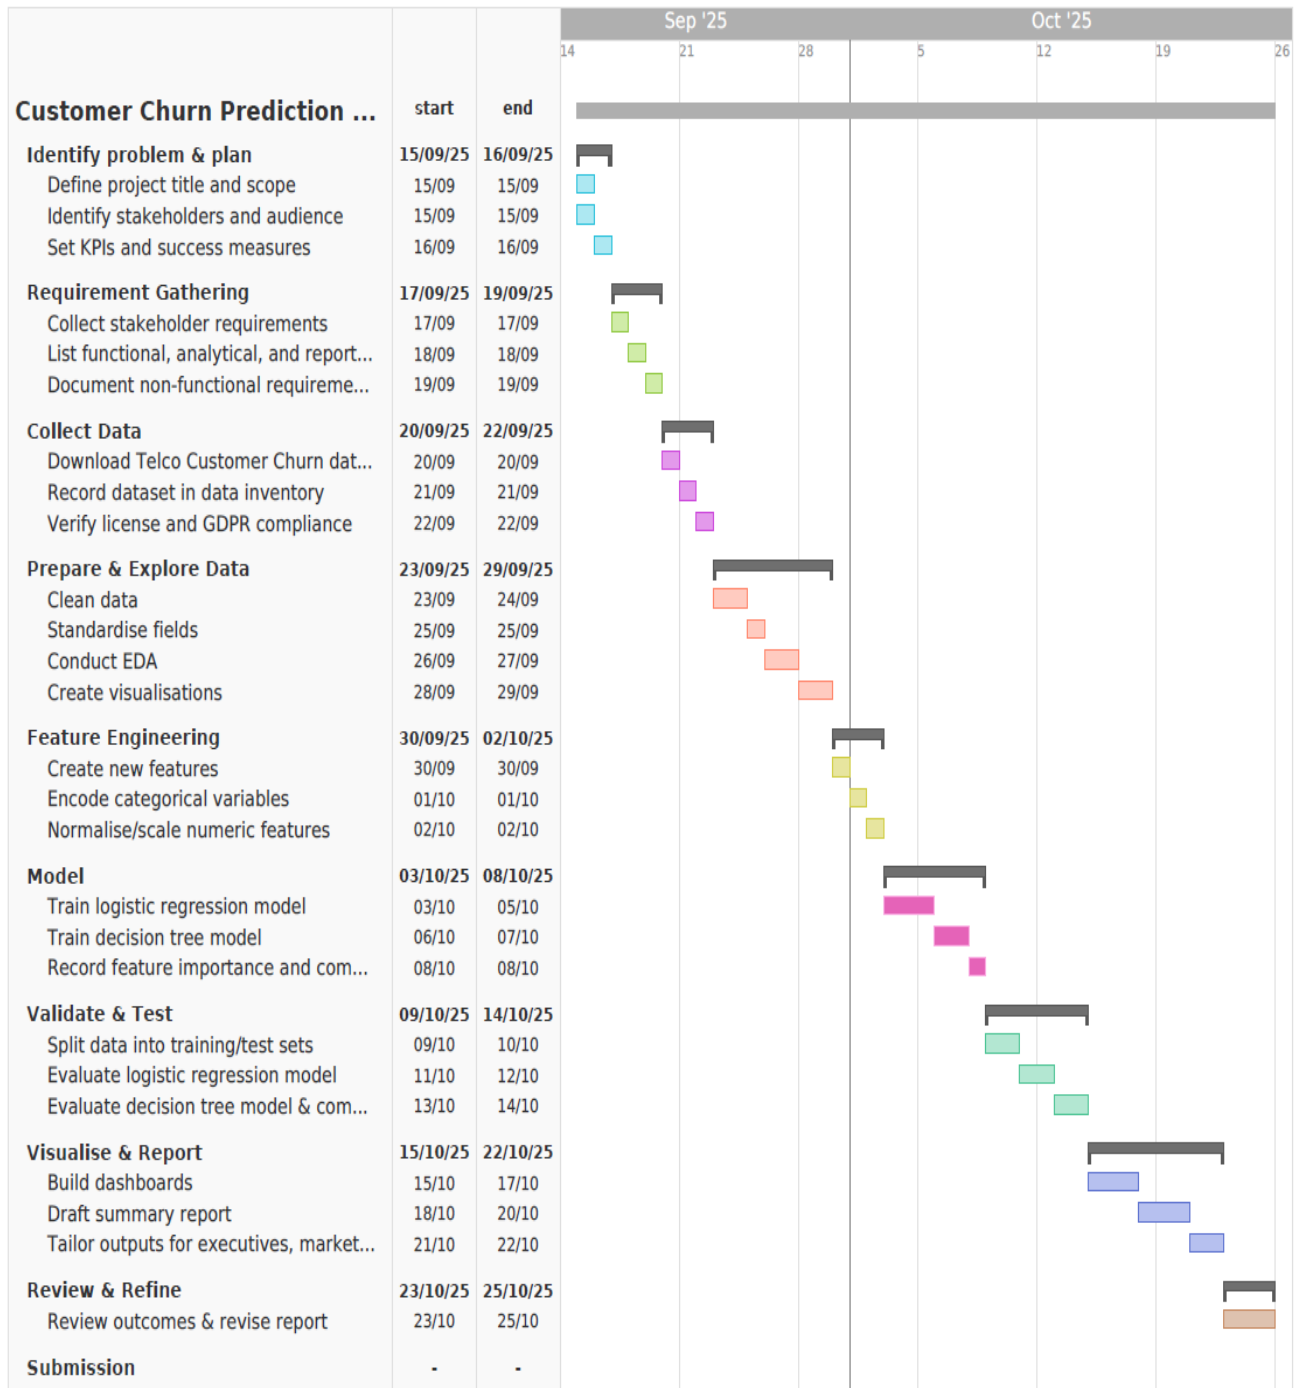 Sep '25 Oct '25
14 21 28 5 12 19 26
Customer Churn Prediction ... start end
Identify problem & plan 15/09/25 16/09/25
Define project title and scope 15/09 15/09
Identify stakeholders and audience 15/09 15/09
Set KPIs and success measures 16/09 16/09
Requirement Gathering 17/09/25 19/09/25
Collect stakeholder requirements 17/09 17/09
List functional, analytical, and report... 18/09 18/09
Document non-functional requireme... 19/09 19/09
Collect Data 20/09/25 22/09/25
Download Telco Customer Churn dat... 20/09 20/09
Record dataset in data inventory 21/09 21/09
Verify license and GDPR compliance 22/09 22/09
Prepare & Explore Data 23/09/25 29/09/25
Clean data 23/09 24/09
Standardise fields 25/09 25/09
Conduct EDA 26/09 27/09
Create visualisations 28/09 29/09
Feature Engineering 30/09/25 02/10/25
Create new features 30/09 30/09
Encode categorical variables 01/10 01/10
Normalise/scale numeric features 02/10 02/10
Model 03/10/25 08/10/25
Train logistic regression model 03/10 05/10
Train decision tree model 06/10 07/10
Record feature importance and com... 08/10 08/10
Validate & Test 09/10/25 14/10/25
Split data into training/test sets 09/10 10/10
Evaluate logistic regression model 11/10 12/10
Evaluate decision tree model & com... 13/10 14/10
Visualise & Report 15/10/25 22/10/25
Build dashboards 15/10 17/10
Draft summary report 18/10 20/10
Tailor outputs for executives, market... 21/10 22/10
Review & Refine 23/10/25 25/10/25
Review outcomes & revise report 23/10 25/10
Submission - -